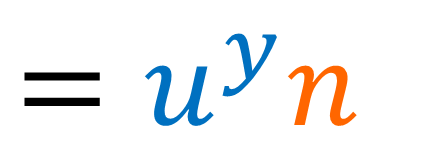 = u^y n